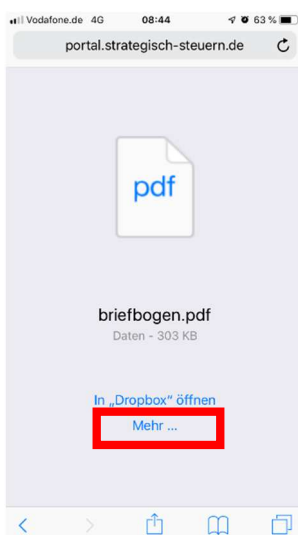 Vodafone.de 4G 08:44 63 %
portal.strategisch-steuern.de
pdf
briefbogen.pdf
Daten - 303 KB
In „Dropbox“ öffnen
Mehr ...